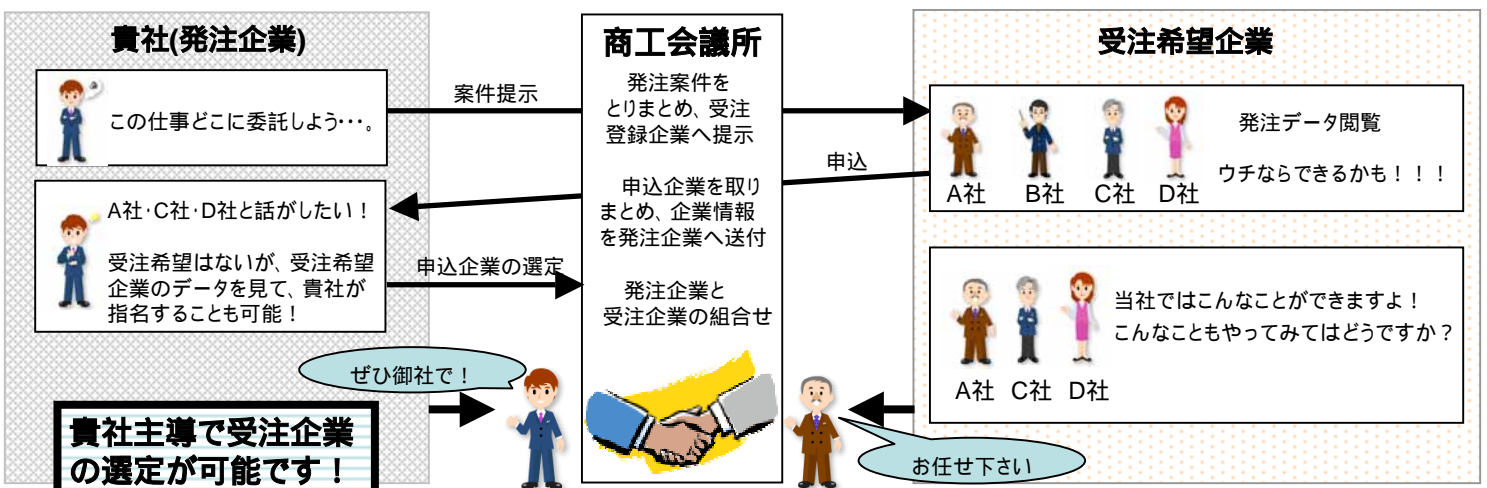 貴社(発注企業)
この仕事どこに委託しよう･･･。
A社･C社･D社と話がしたい！
受注希望はないが、受注希望
企業のデータを見て、貴社が
指名することも可能！
貴社主導で受注企業
の選定が可能です！
案件提示
申込企業の選定
ぜひ御社で！
商工会議所
発注案件を
とりまとめ、受注
登録企業へ提示
申込企業を取り
まとめ、企業情報
を発注企業へ送付
発注企業と
受注企業の組合せ
申込
受注希望企業
発注データ閲覧
ウチならできるかも！！！
A社 B社 C社 D社
当社ではこんなことができますよ！
こんなこともやってみてはどうですか？
A社 C社 D社
お任せ下さい